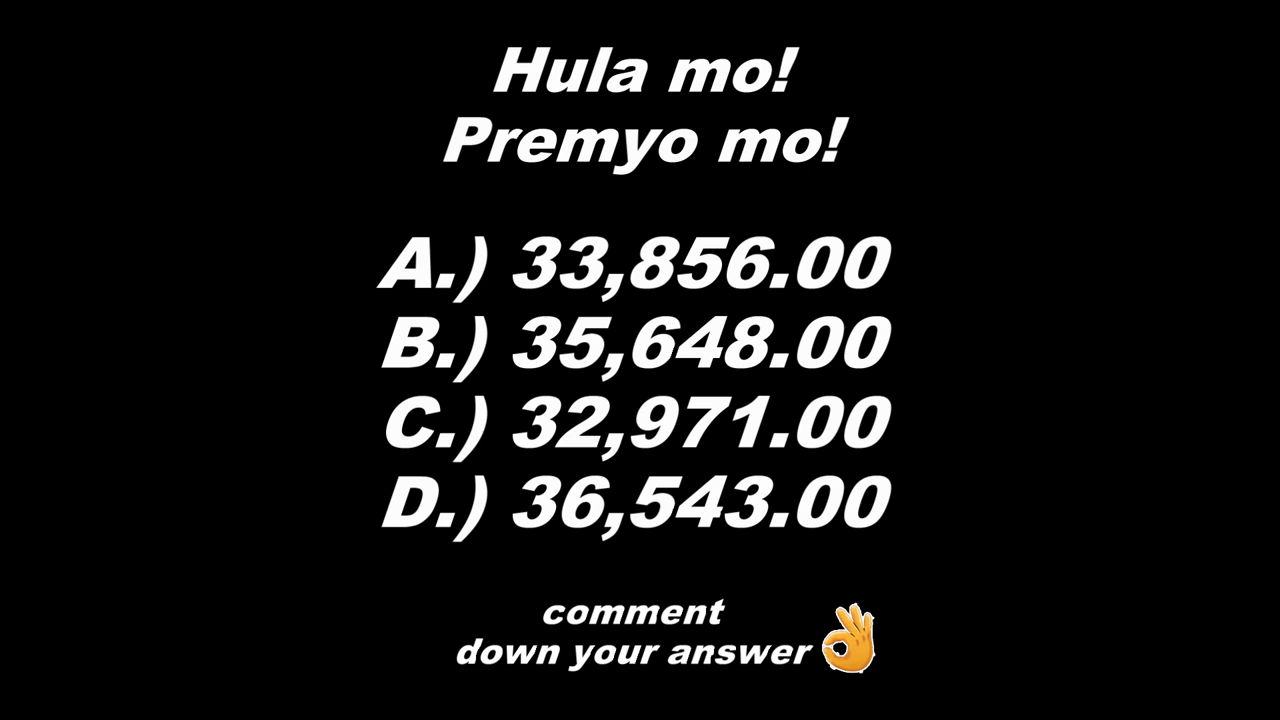 Hula mo!
Premyo mo!
A.) 33,856.00
B.) 35,648.00
C.) 32,971.00
D.) 36,543.00
comment
down your answer